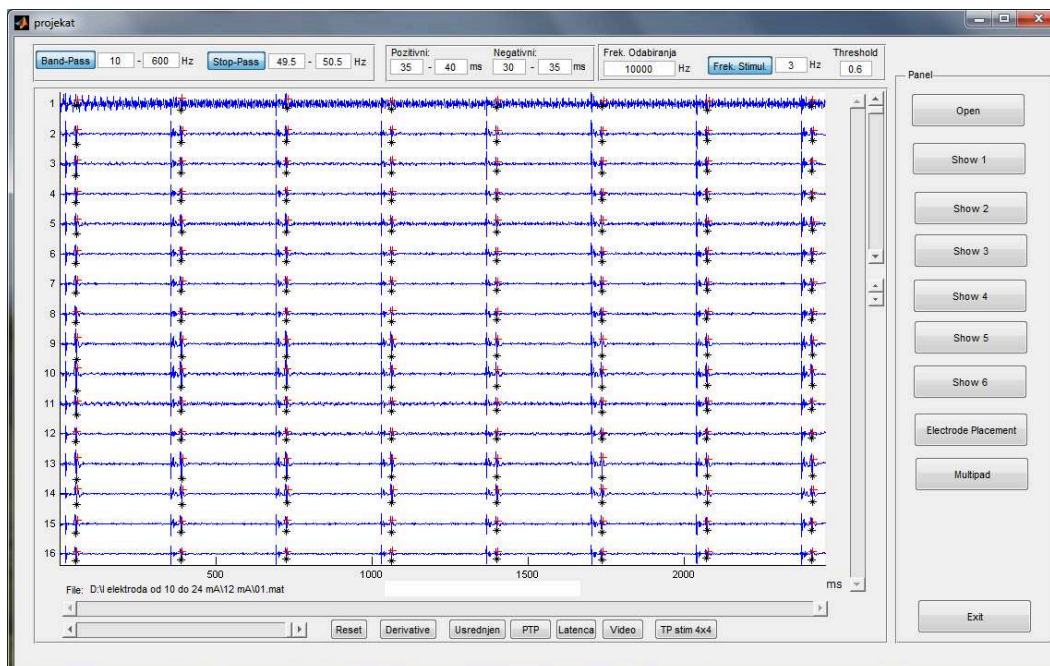 projekat
Band-Pass 10 - 600 Hz Stop-Pass 49.5 - 50.5 Hz
Pozitivni: Negativni:
35 - 40 ms 30 - 35 ms
Frek. Odabiranja Threshold
10000 Hz Frek. Stimul. 3 Hz 0.6
Panel
Open
Show 1
Show 2
Show 3
Show 4
Show 5
Show 6
Electrode Placement
Multipad
Exit
1
2
3
4
5
6
7
8
9
10
11
12
13
14
15
16
500 1000 1500 2000 ms
File: D:\I elektroda od 10 do 24 mA\12 mA\01.mat
Reset Derivative Usrednjen PTP Latenca Video TP stim 4x4